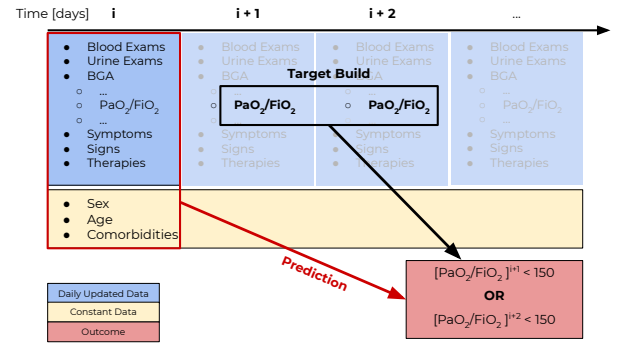 Time [days] i i + 1 i + 2 ...
● Blood Exams
● Urine Exams
● BGA
○ ...
○ PaO2/FiO2
○ ...
● Symptoms
● Signs
● Therapies
● Blood Exams
● Urine Exams
● BGA
○ ...
○ PaO2/FiO2
○ ...
● Symptoms
● Signs
● Therapies
● Blood Exams
● Urine Exams
● BGA
○ ...
○ PaO2/FiO2
○ ...
● Symptoms
● Signs
● Therapies
● Blood Exams
● Urine Exams
● BGA
○ ...
○ PaO2/FiO2
○ ...
● Symptoms
● Signs
● Therapies
Target Build
● Sex
● Age
● Comorbidities
Prediction
[PaO2/FiO2]i+1 < 150
OR
[PaO2/FiO2]i+2 < 150
Daily Updated Data
Constant Data
Outcome